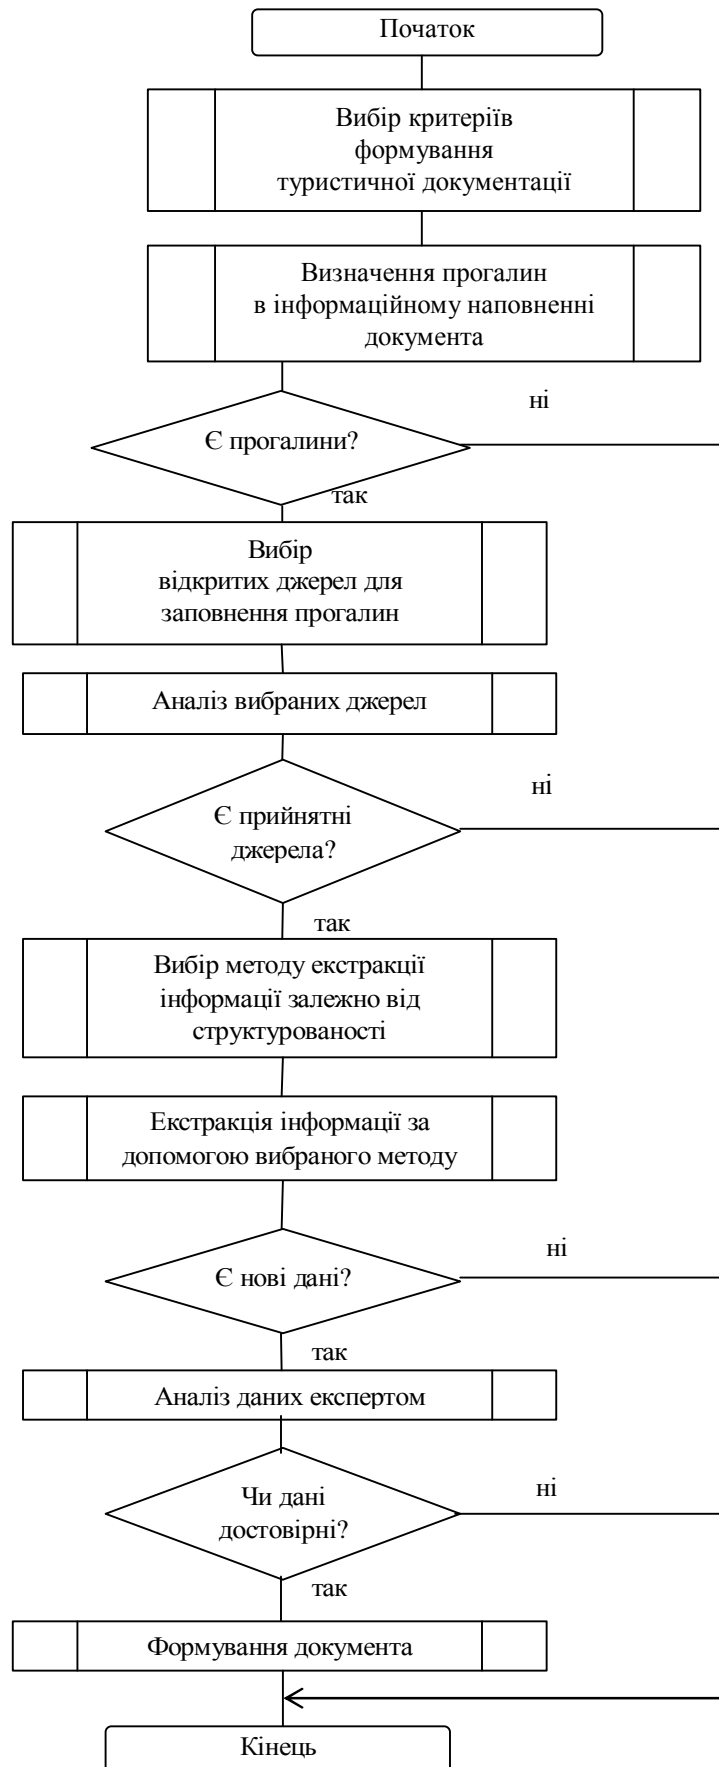 Початок
Вибір критеріїв
формування
туристичної документації
Визначення прогалин
в інформаційному наповненні
документа
ні
Є прогалини?
так
Вибір
відкритих джерел для
заповнення прогалин
Аналіз вибраних джерел
ні
Є прийнятні
джерела?
так
Вибір методу екстракції
інформації залежно від
структурованості
Екстракція інформації за
допомогою вибраного методу
ні
Є нові дані?
так
Аналіз даних експертом
ні
Чи дані
достовірні?
так
Формування документа
Кінець